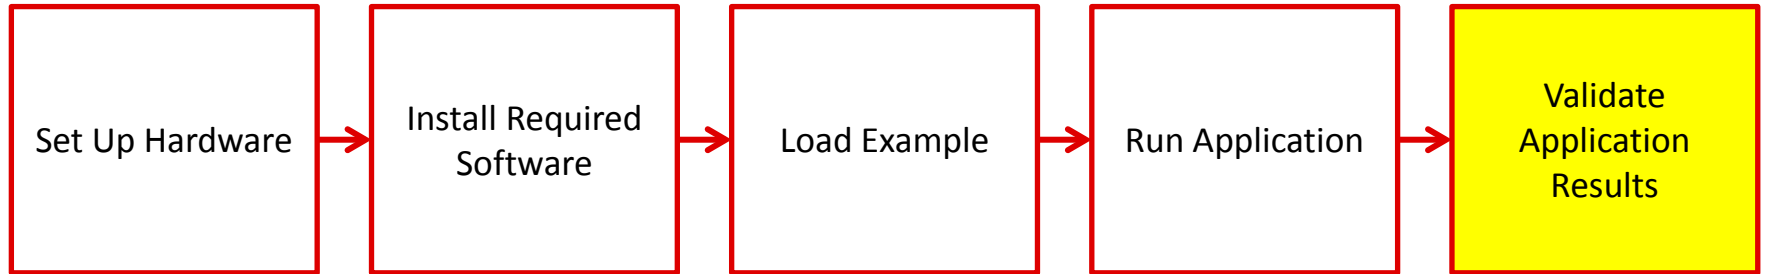 Set Up Hardware
Install Required
Software
Load Example
Run Application
Validate
Application
Results